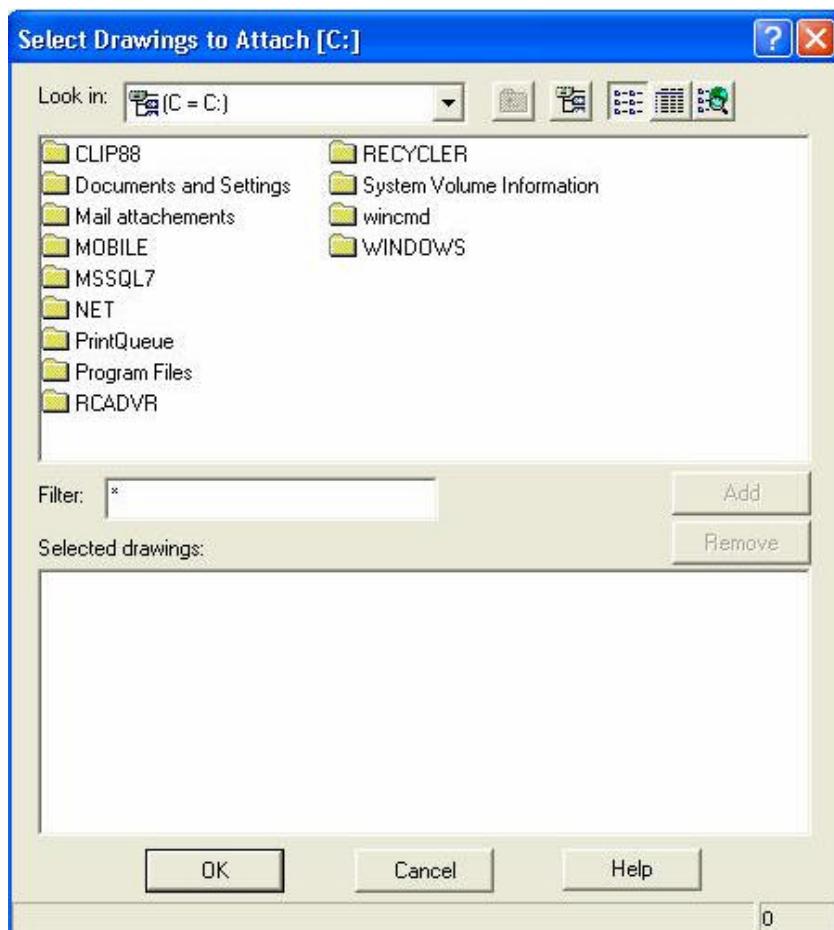 Select Drawings to Attach [C:]
Look in: (C = C:)
CLIP88
Documents and Settings
Mail attachements
MOBILE
MSSQL7
NET
PrintQueue
Program Files
RCADVR
RECYCLER
System Volume Information
wincmd
WINDOWS
Filter: *
Add
Remove
Selected drawings:
OK Cancel Help
0